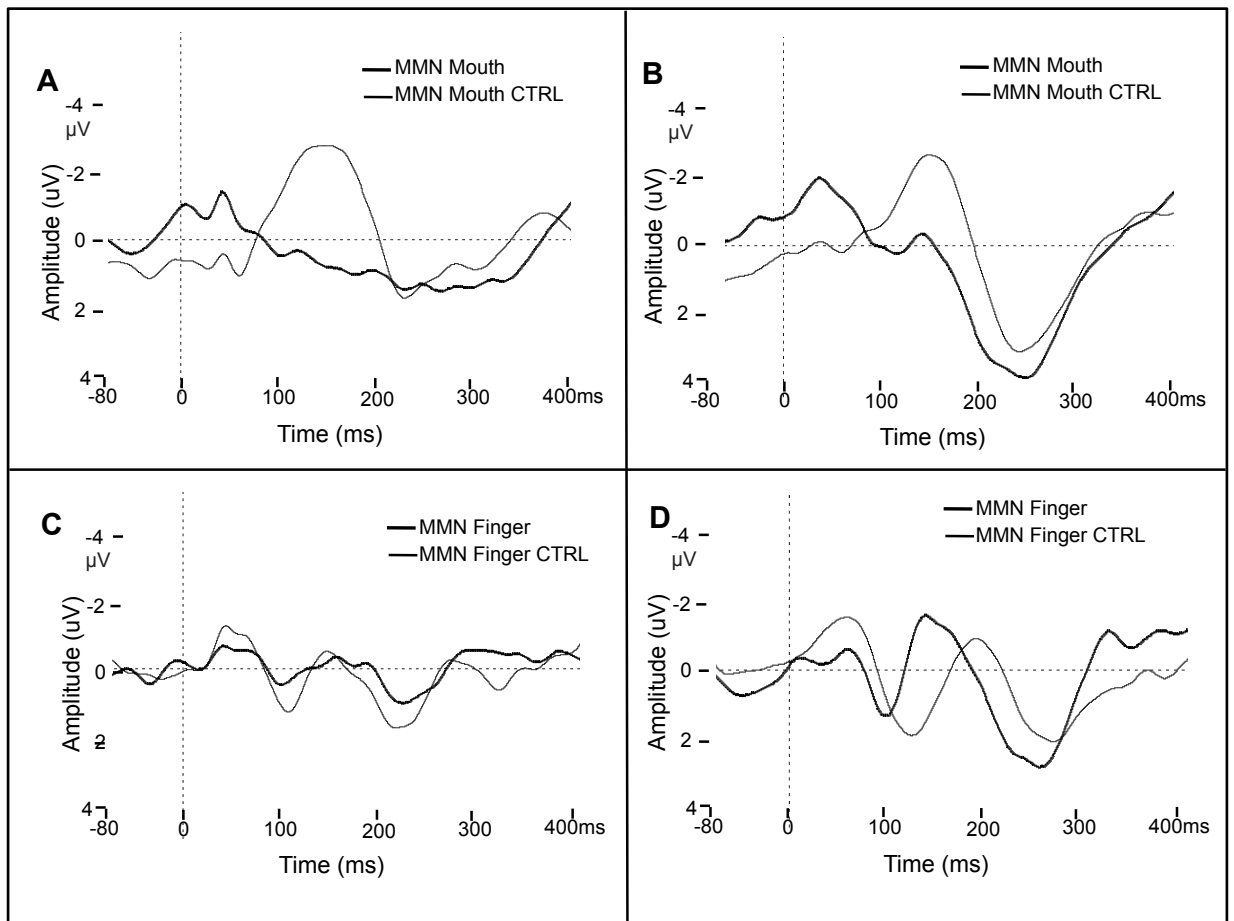 A
MMN Mouth
MMN Mouth CTRL
-4
µV
-2
0
2
4
Amplitude (uV)
-80 0 100 200 300 400ms
Time (ms)
B
MMN Mouth
MMN Mouth CTRL
-4
µV
-2
0
2
4
Amplitude (uV)
-80 0 100 200 300 400ms
Time (ms)
C
MMN Finger
MMN Finger CTRL
-4
µV
-2
0
2
4
Amplitude (uV)
-80 0 100 200 300 400ms
Time (ms)
D
MMN Finger
MMN Finger CTRL
-4
µV
-2
0
2
4
Amplitude (uV)
-80 0 100 200 300 400ms
Time (ms)